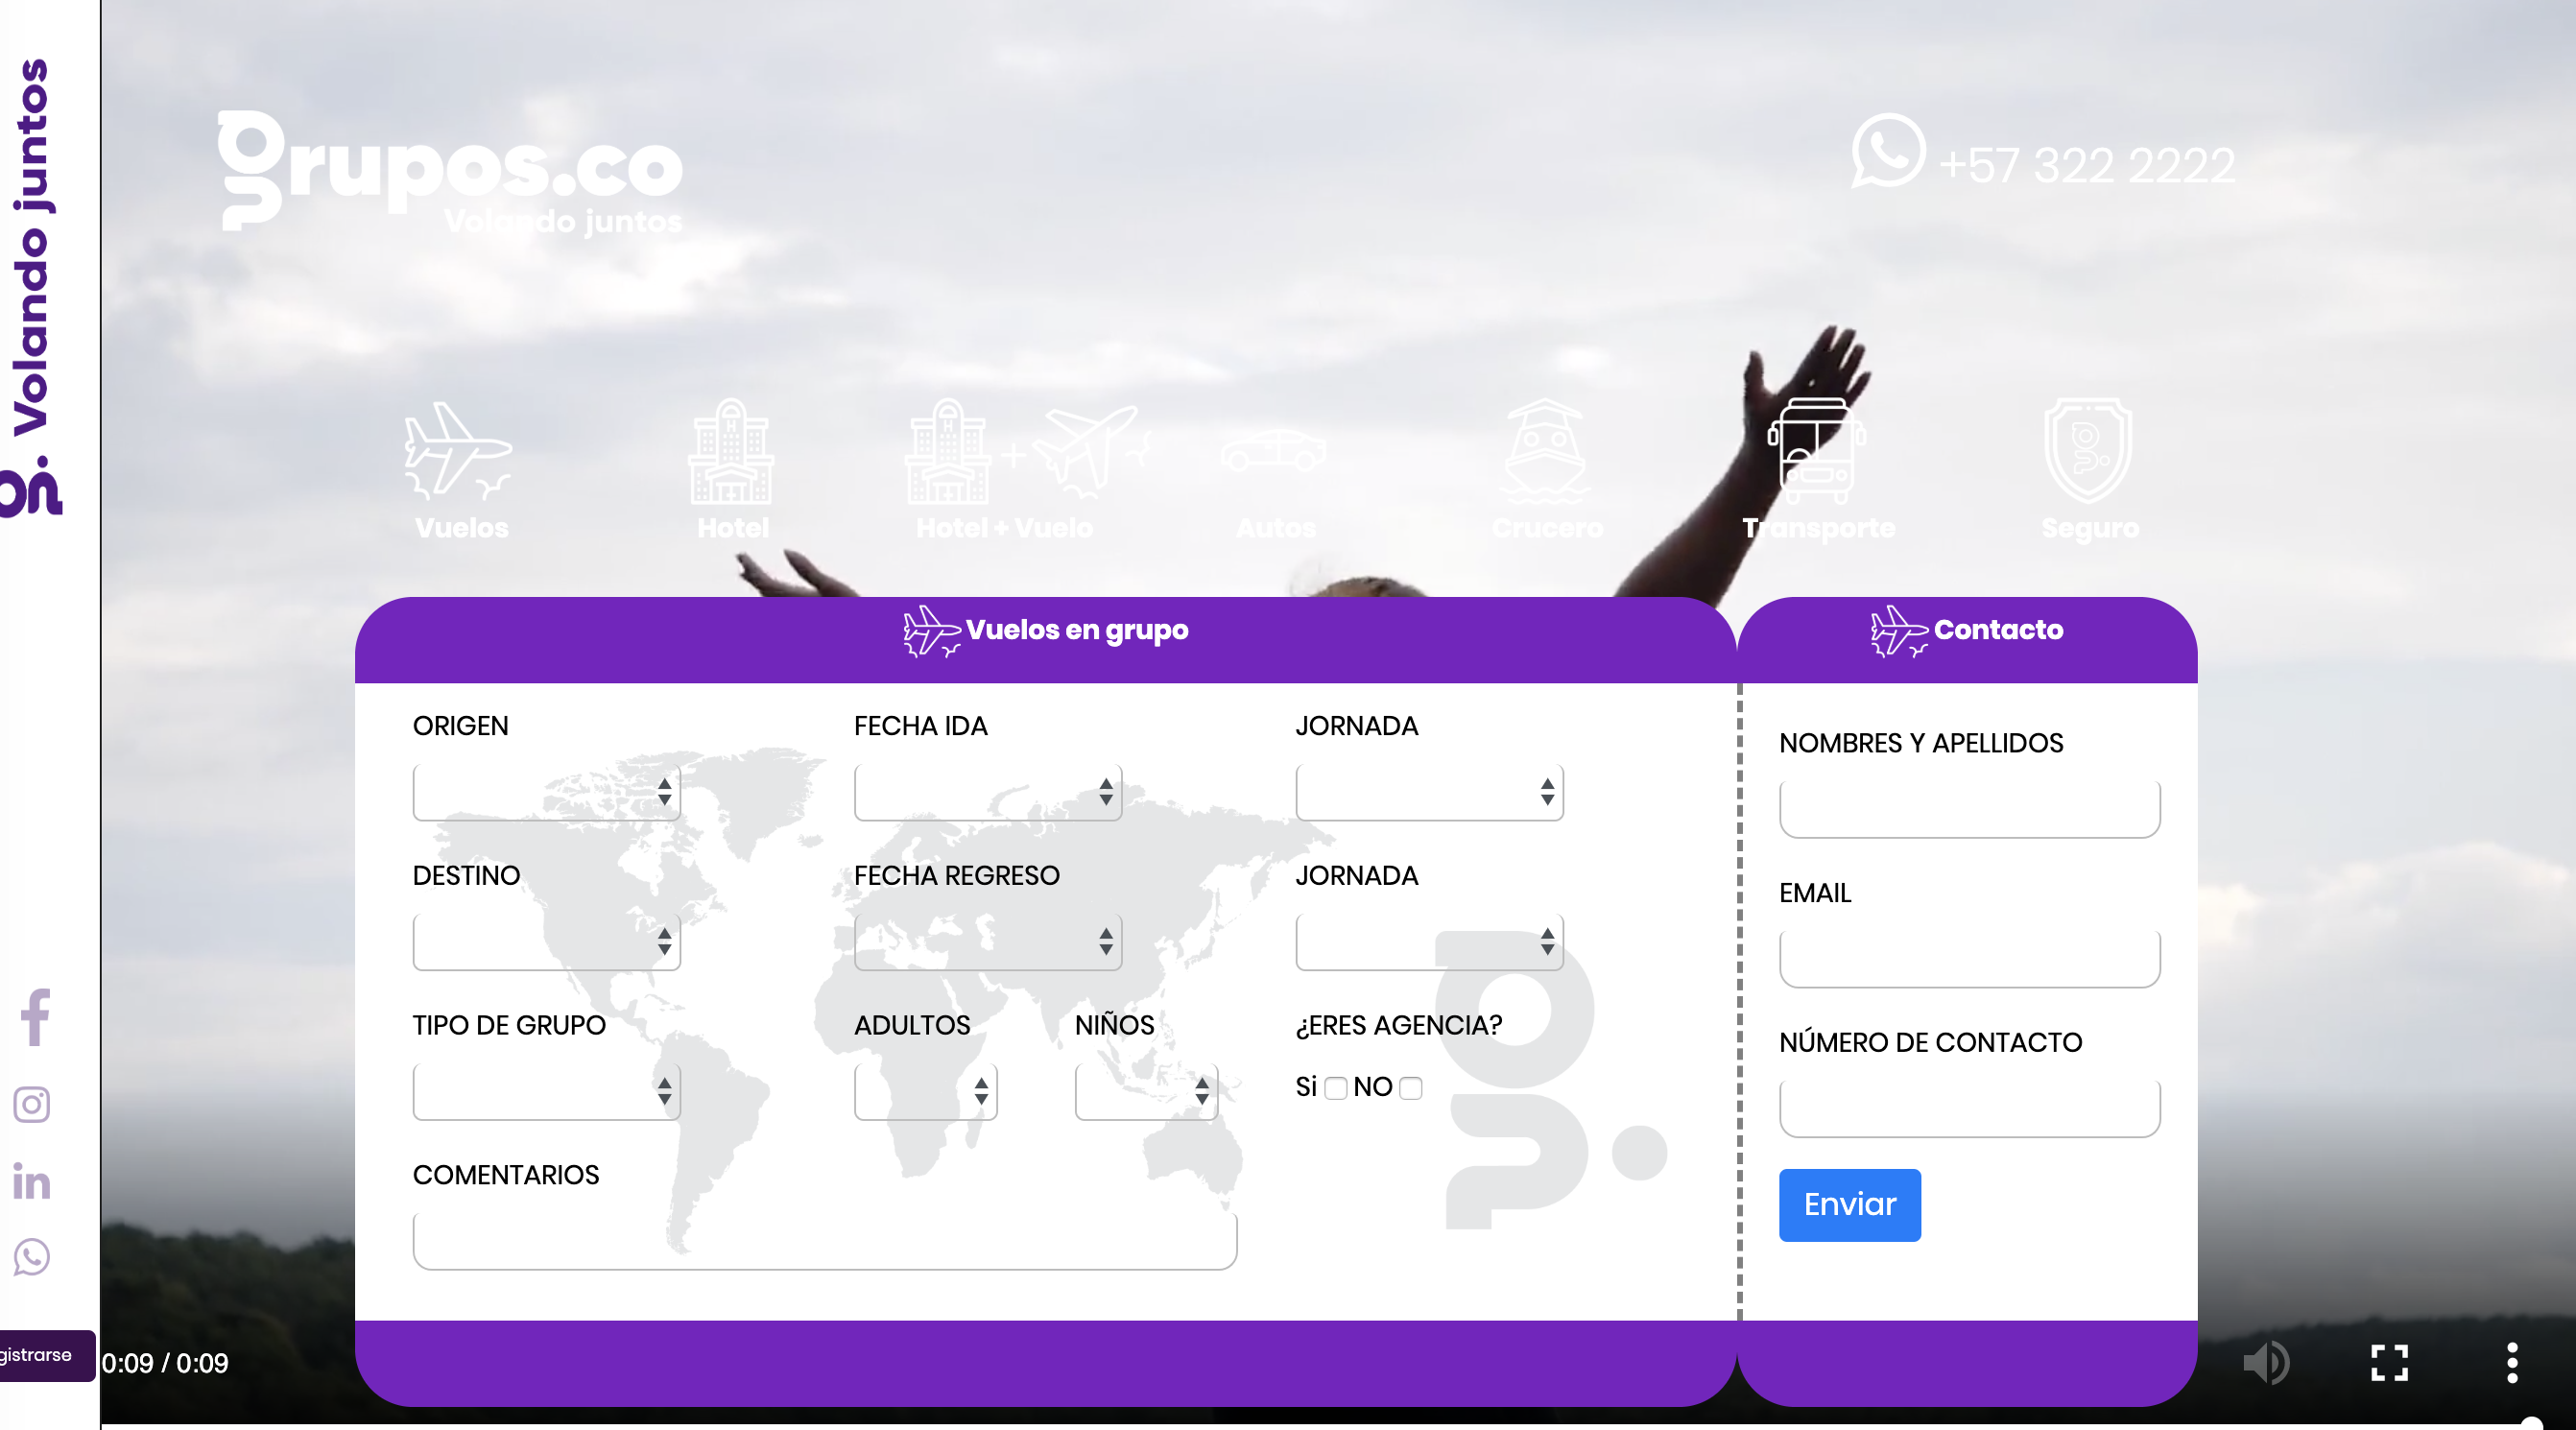 Volando juntos
grupos.co
Volando juntos
+57 322 2222
Vuelos
Hotel
Hotel + Vuelo
Autos
Crucero
Transporte
Seguro
Vuelos en grupo
Contacto
ORIGEN
FECHA IDA
JORNADA
NOMBRES Y APELLIDOS
DESTINO
FECHA REGRESO
JORNADA
EMAIL
TIPO DE GRUPO
ADULTOS
NIÑOS
¿ERES AGENCIA?
NÚMERO DE CONTACTO
Si NO
COMENTARIOS
Enviar
gistrarse
0:09 / 0:09